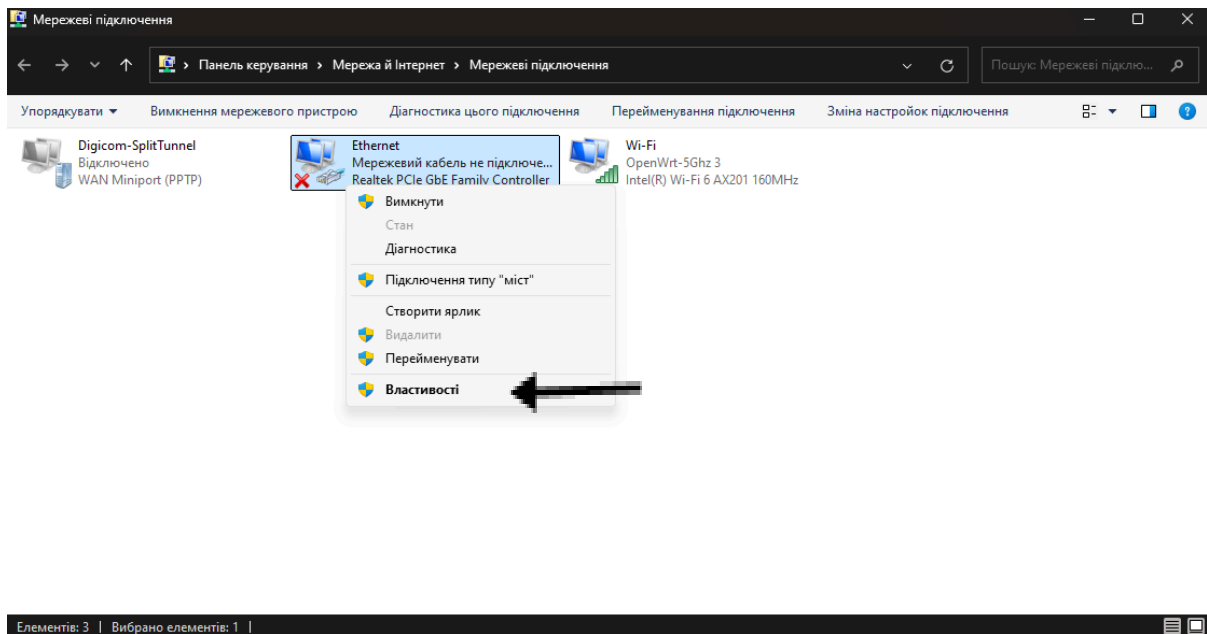 Мережеві підключення
Панель керування › Мережа й Інтернет › Мережеві підключення
Пошук: Мережеві підклю...
Упорядкувати Вимкнення мережевого пристрою Діагностика цього підключення Перейменування підключення Зміна настройок підключення
Digicom-SplitTunnel
Відключено
WAN Miniport (PPTP)
Ethernet
Мережевий кабель не підключе...
Realtek PCIe GbE Family Controller
Wi-Fi
OpenWrt-5Ghz 3
Intel(R) Wi-Fi 6 AX201 160MHz
Вимкнути
Стан
Діагностика
Підключення типу "міст"
Створити ярлик
Видалити
Перейменувати
Властивості
Елементів: 3 | Вибрано елементів: 1 |